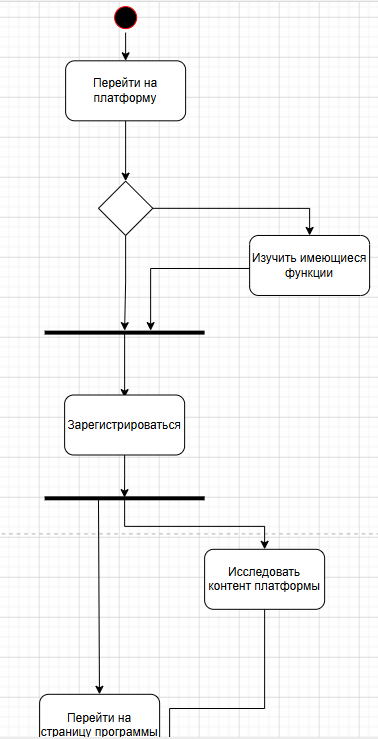 Перейти на
платформу
Изучить имеющиеся
функции
Зарегистрироваться
Исследовать
контент платформы
Перейти на
страницу программы